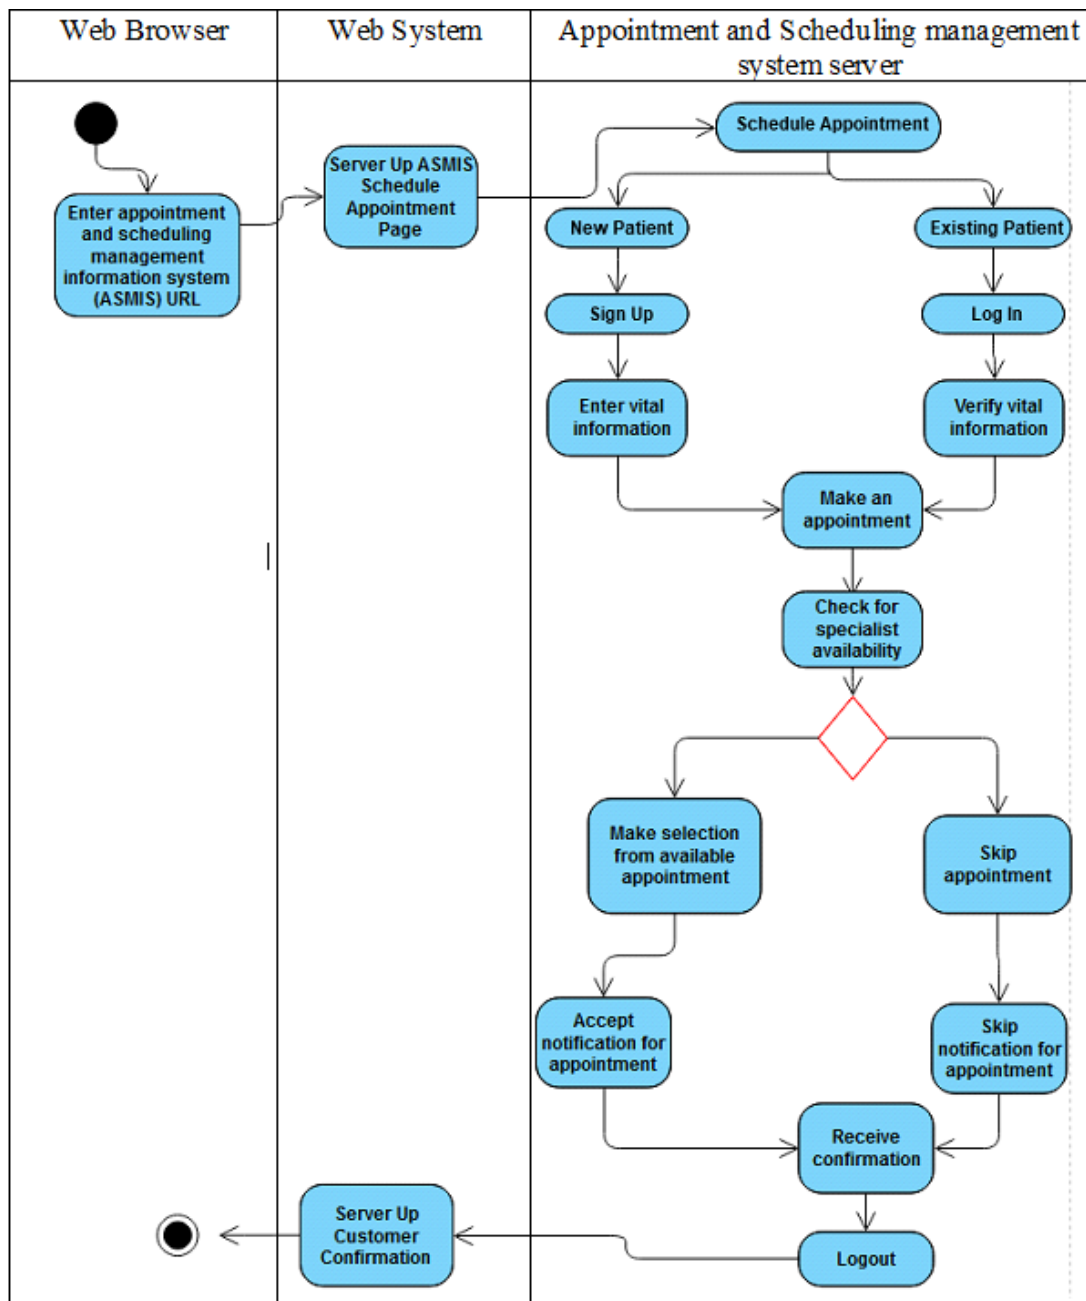 Web Browser
Web System
Appointment and Scheduling management
system server
Schedule Appointment
Server Up ASMIS
Schedule
Appointment
Page
Enter appointment
and scheduling
management
information system
(ASMIS) URL
New Patient
Existing Patient
Sign Up
Log In
Enter vital
information
Verify vital
information
Make an
appointment
Check for
specialist
availability
Make selection
from available
appointment
Skip
appointment
Accept
notification for
appointment
Skip
notification for
appointment
Receive
confirmation
Server Up
Customer
Confirmation
Logout